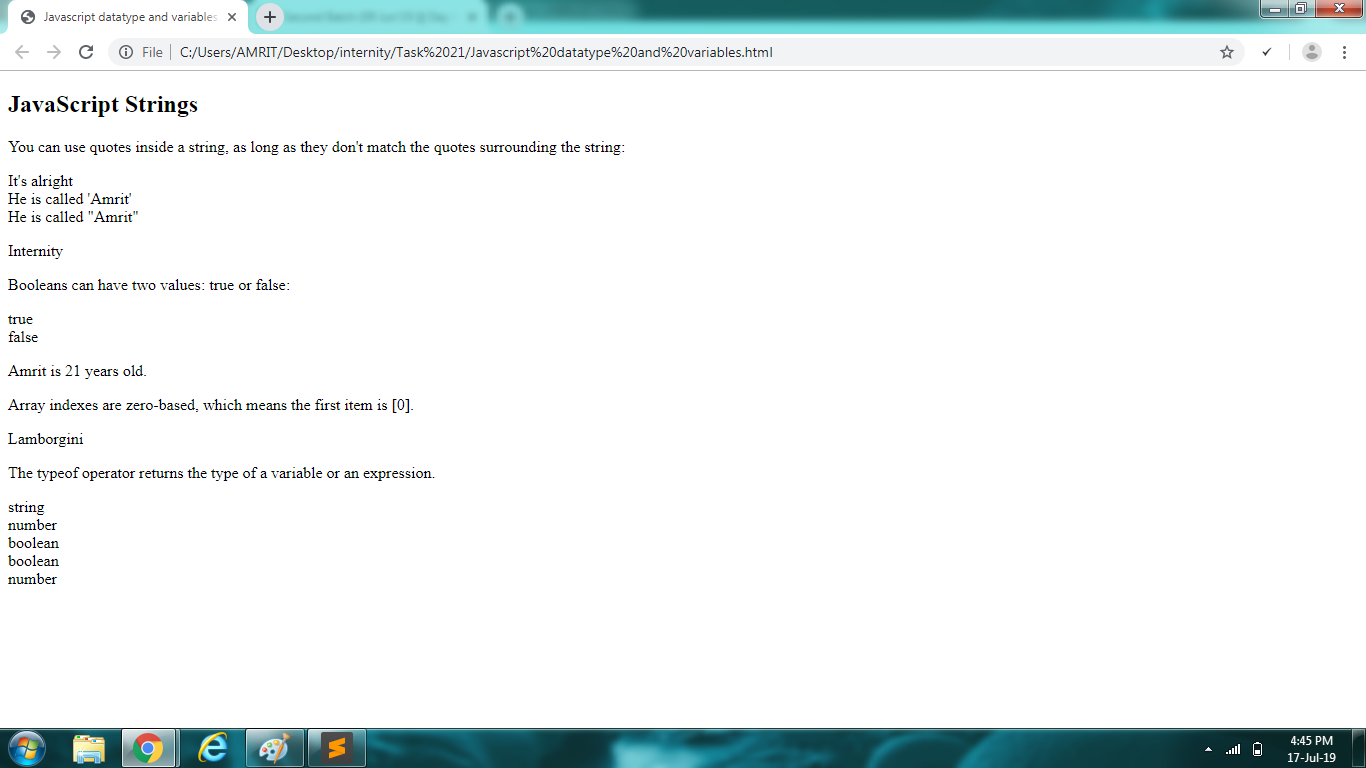 Javascript datatype and variables
File
C:/Users/AMRIT/Desktop/internity/Task%2021/Javascript%20datatype%20and%20variables.html
JavaScript Strings
You can use quotes inside a string, as long as they don't match the quotes surrounding the string:
It's alright
He is called 'Amrit'
He is called "Amrit"
Internity
Booleans can have two values: true or false:
true
false
Amrit is 21 years old.
Array indexes are zero-based, which means the first item is [0].
Lamborgini
The typeof operator returns the type of a variable or an expression.
string
number
boolean
boolean
number
4:45 PM
17-Jul-19